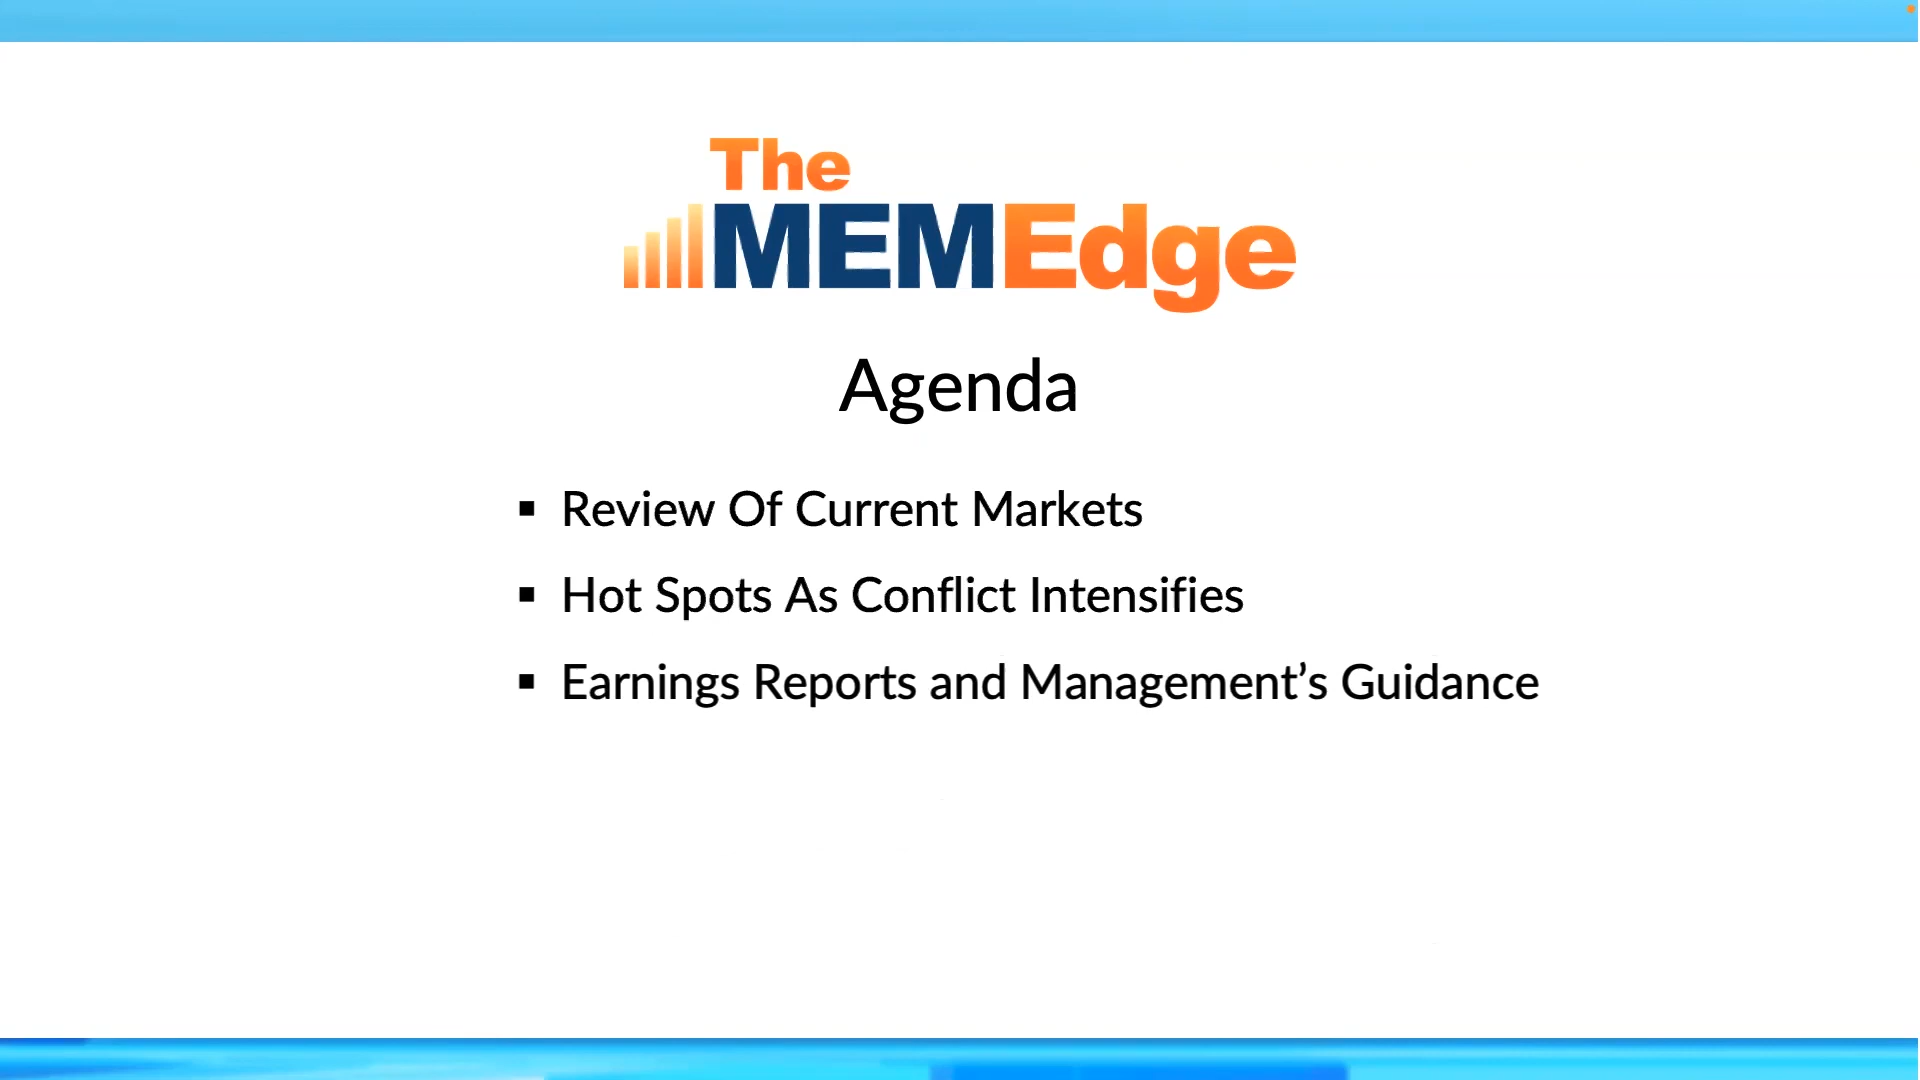 The
MEMEdge
Agenda
▪ Review Of Current Markets
▪ Hot Spots As Conflict Intensifies
▪ Earnings Reports and Management’s Guidance